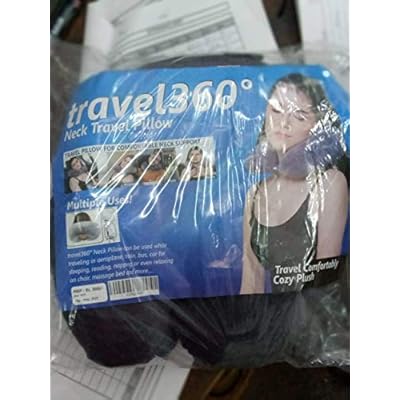 travel360°
Neck Travel Pillow
TRAVEL PILLOW FOR COMFORTABLE NECK SUPPORT
Multiple Uses!
travel360° Neck Pillow can be used while
traveling in aeroplane, train, bus, car for
sleeping, reading, napping or even relaxing
on chair, massage bed and more...
Travel Comfortably
Cozy Plush